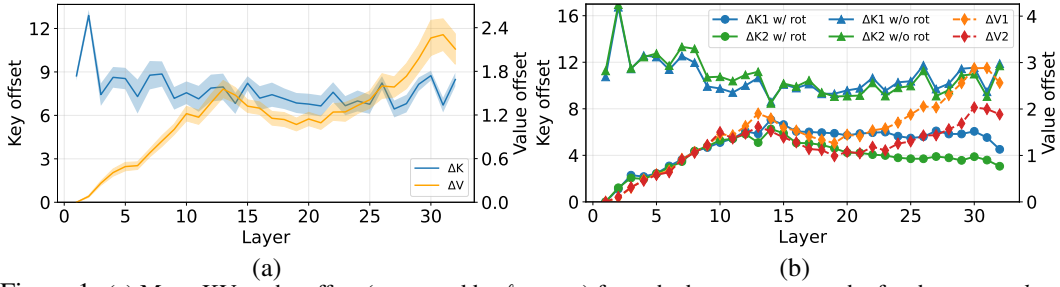 12
9
6
3
0
Key offset
2.4
1.8
1.2
0.6
0.0
Value offset
ΔK
ΔV
0 5 10 15 20 25 30
Layer
(a)
16
12
8
4
0
Key offset
4
3
2
1
0
Value offset
ΔK1 w/ rot ΔK1 w/o rot ΔV1
ΔK2 w/ rot ΔK2 w/o rot ΔV2
0 5 10 15 20 25 30
Layer
(b)